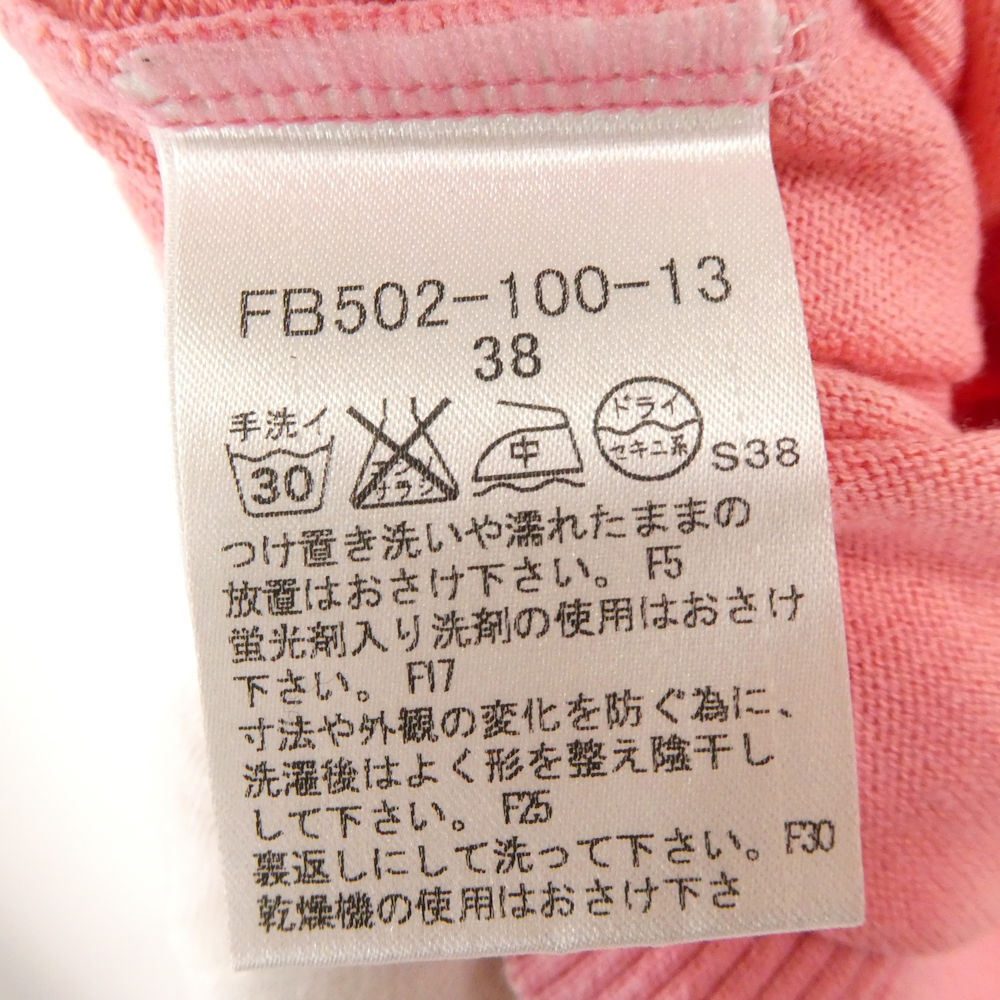 FB502-100-13
38
手洗イ
30
エンソ
サラシ
中
ドライ
セキユ系
S38
つけ置き洗いや濡れたままの
放置はおさけ下さい。 F5
蛍光剤入り洗剤の使用はおさけ
下さい。 F17
寸法や外観の変化を防ぐ為に、
洗濯後はよく形を整え陰干し
して下さい。 F25
裏返しにして洗って下さい。 F30
乾燥機の使用はおさけ下さ